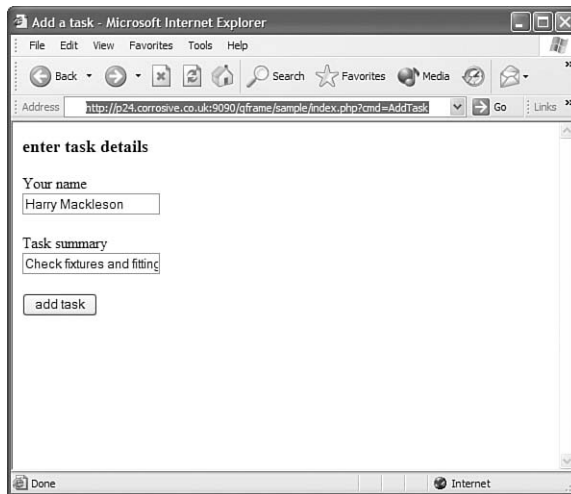 Add a task - Microsoft Internet Explorer
File Edit View Favorites Tools Help
Back Search Favorites Media
Address http://p24.corrosive.co.uk:9090/qframe/sample/index.php?cmd=AddTask Go Links
enter task details
Your name
Harry Mackleson
Task summary
Check fixtures and fitting
add task
Done Internet